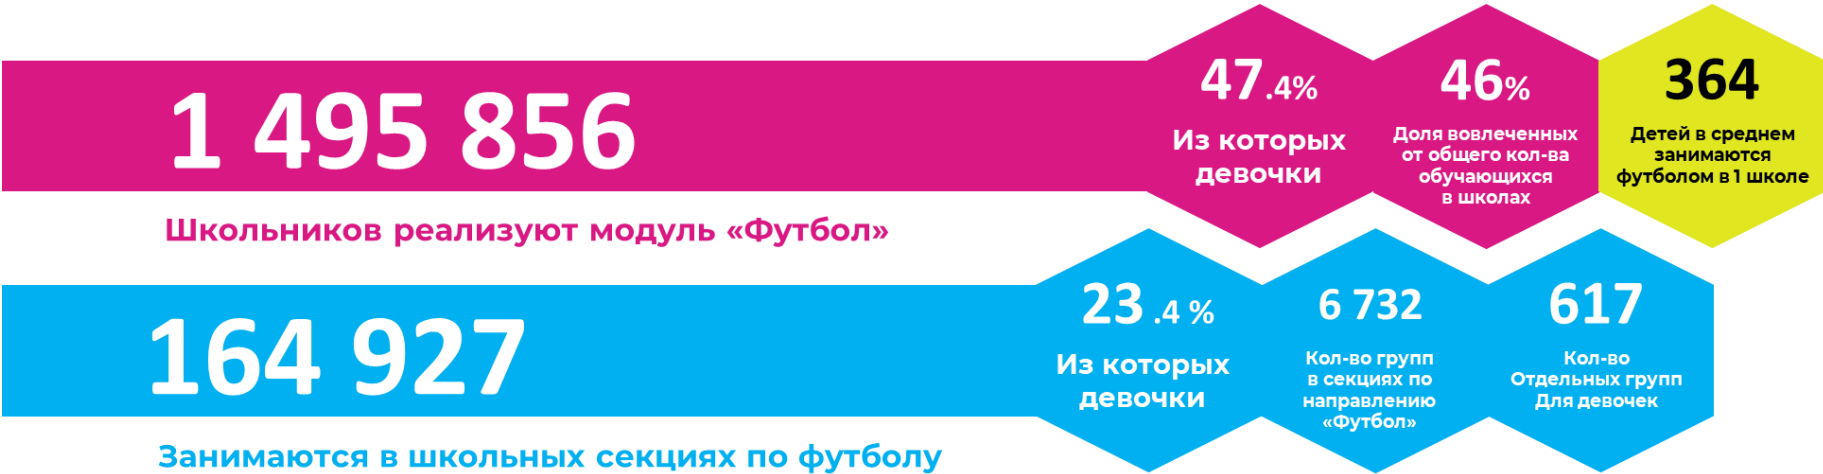 1 495 856
Школьников реализуют модуль «Футбол»
47.4%
Из которых
девочки
46%
Доля вовлеченных
от общего кол-ва
обучающихся
в школах
364
Детей в среднем
занимаются
футболом в 1 школе
164 927
Занимаются в школьных секциях по футболу
23 .4 %
Из которых
девочки
6 732
Кол-во групп
в секциях по
направлению
«Футбол»
617
Кол-во
Отдельных групп
Для девочек